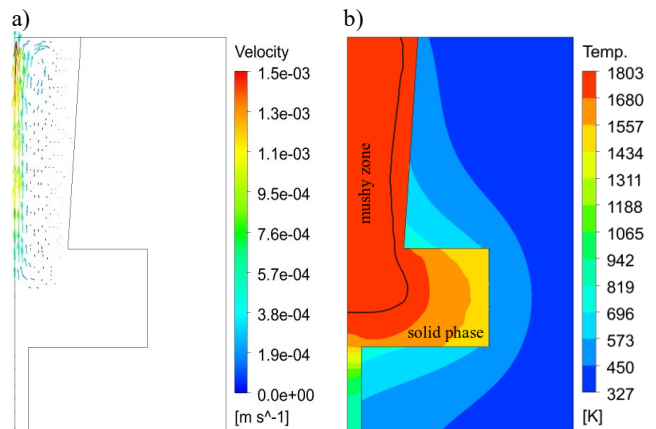 a)
Velocity
1.5e-03
1.3e-03
1.1e-03
9.4e-04
7.6e-04
5.7e-04
3.8e-04
1.9e-04
0.0e+00
[m s^-1]
b)
mushy zone
solid phase
Temp.
1803
1680
1557
1434
1311
1188
1065
942
819
696
573
450
327
[K]